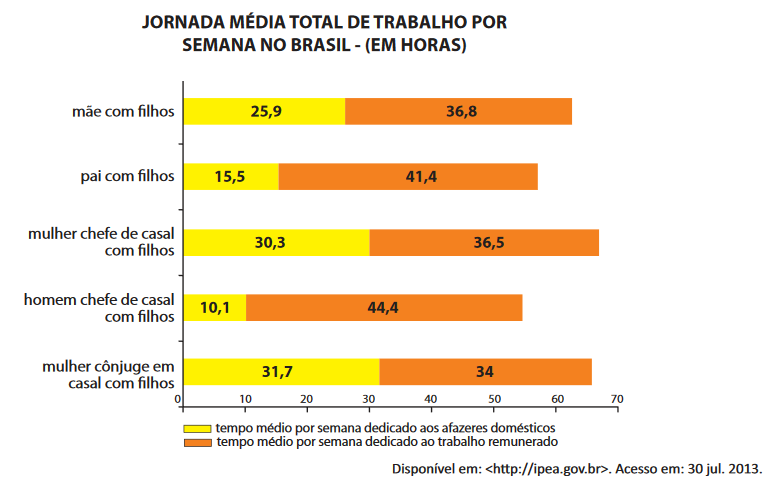 JORNADA MÉDIA TOTAL DE TRABALHO POR
SEMANA NO BRASIL - (EM HORAS)
mãe com filhos
25,9
36,8
pai com filhos
15,5
41,4
mulher chefe de casal
com filhos
30,3
36,5
homem chefe de casal
com filhos
10,1
44,4
mulher cônjuge em
casal com filhos
31,7
34
0 10 20 30 40 50 60 70
tempo médio por semana dedicado aos afazeres domésticos
tempo médio por semana dedicado ao trabalho remunerado
Disponível em: <http://ipea.gov.br>. Acesso em: 30 jul. 2013.